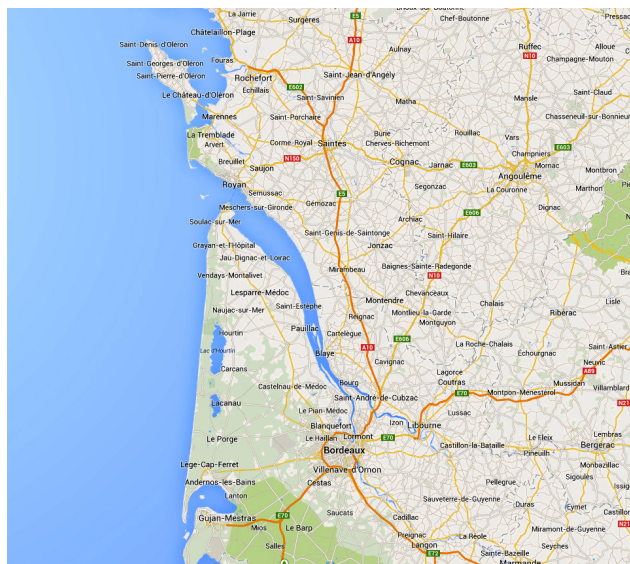 La Jarrie
Surgères
E5
Chef-Boutonne
Châtelaillon-Plage
A10
Aulnay
Ruffec
Alloue
N10
Champagne-Mouton
Saint-Denis-d'Oléron
Fouras
Saint-Georges-d'Oléron
Saint-Pierre-d'Oléron
Rochefort
Saint-Jean-d'Angely
Le Château-d'Oléron
Echillais
E602
Saint-Savinien
Matha
Mansle
Saint-Claud
Marennes
Saint-Porchaire
Chasseneuil-sur-Bonnieure
La Tremblade
Arvert
Corme-Royal
Saintes
Burie
Cherves-Richemont
Rouillac
Vars
Champniers
E603
Breuillet
Saujon
N150
Cognac
Jarnac
E603
Mornac
Montbron
Angoulême
Royan
Semussac
Segonzac
La Couronne
Marthon
Meschers-sur-Gironde
Gémozac
E5
Dignac
Soulac-sur-Mer
Archiac
E606
Saint-Genis-de-Saintonge
Saint-Hilaire
Grayan-et-l'Hôpital
Jonzac
Jau-Dignac-et-Loirac
Mirambeau
Baignes-Sainte-Radegonde
Vendays-Montalivet
N10
Lesparre-Médoc
Chevanceaux
Saint-Estephe
Montendre
Chalais
Lisle
Naujac-sur-Mer
Reignac
Montlieu-la-Garde
Ribérac
Montguyon
Pauillac
Cartelègue
Hourtin
E606
La Roche-Chalais
Saint-Astier
Lac d'Hourtin
Blaye
A10
Echourgnac
Neuvic
Carcans
Cavignac
A89
Lagorce
Mussidan
Castelnau-de-Médoc
Bourg
Coutras
Villamblard
Saint-André-de-Cubzac
E70
Montpon-Ménestérol
Lacanau
Le Pian-Médoc
N21
Lussac
Blanquefort
Izon
Libourne
Le Porge
Le Haillan
Lormont
E70
Le Fleix
Lembras
Bordeaux
Castillon-la-Bataille
Bergerac
Pineuilh
Lège-Cap-Ferret
Villenave-d'Ornon
Monbazillac
Andernos-les-Bains
Cestas
Pellegrue
Sigoulès
Lanton
Sauveterre-de-Guyenne
Duras
Eymet
Gujan-Mestras
E70
Saucats
Cadillac
Mios
Le Barp
Miramont-de-Guyenne
Preignac
La Réole
Salles
Langon
Seyches
E72
Sainte-Bazeille
N21
Marmande